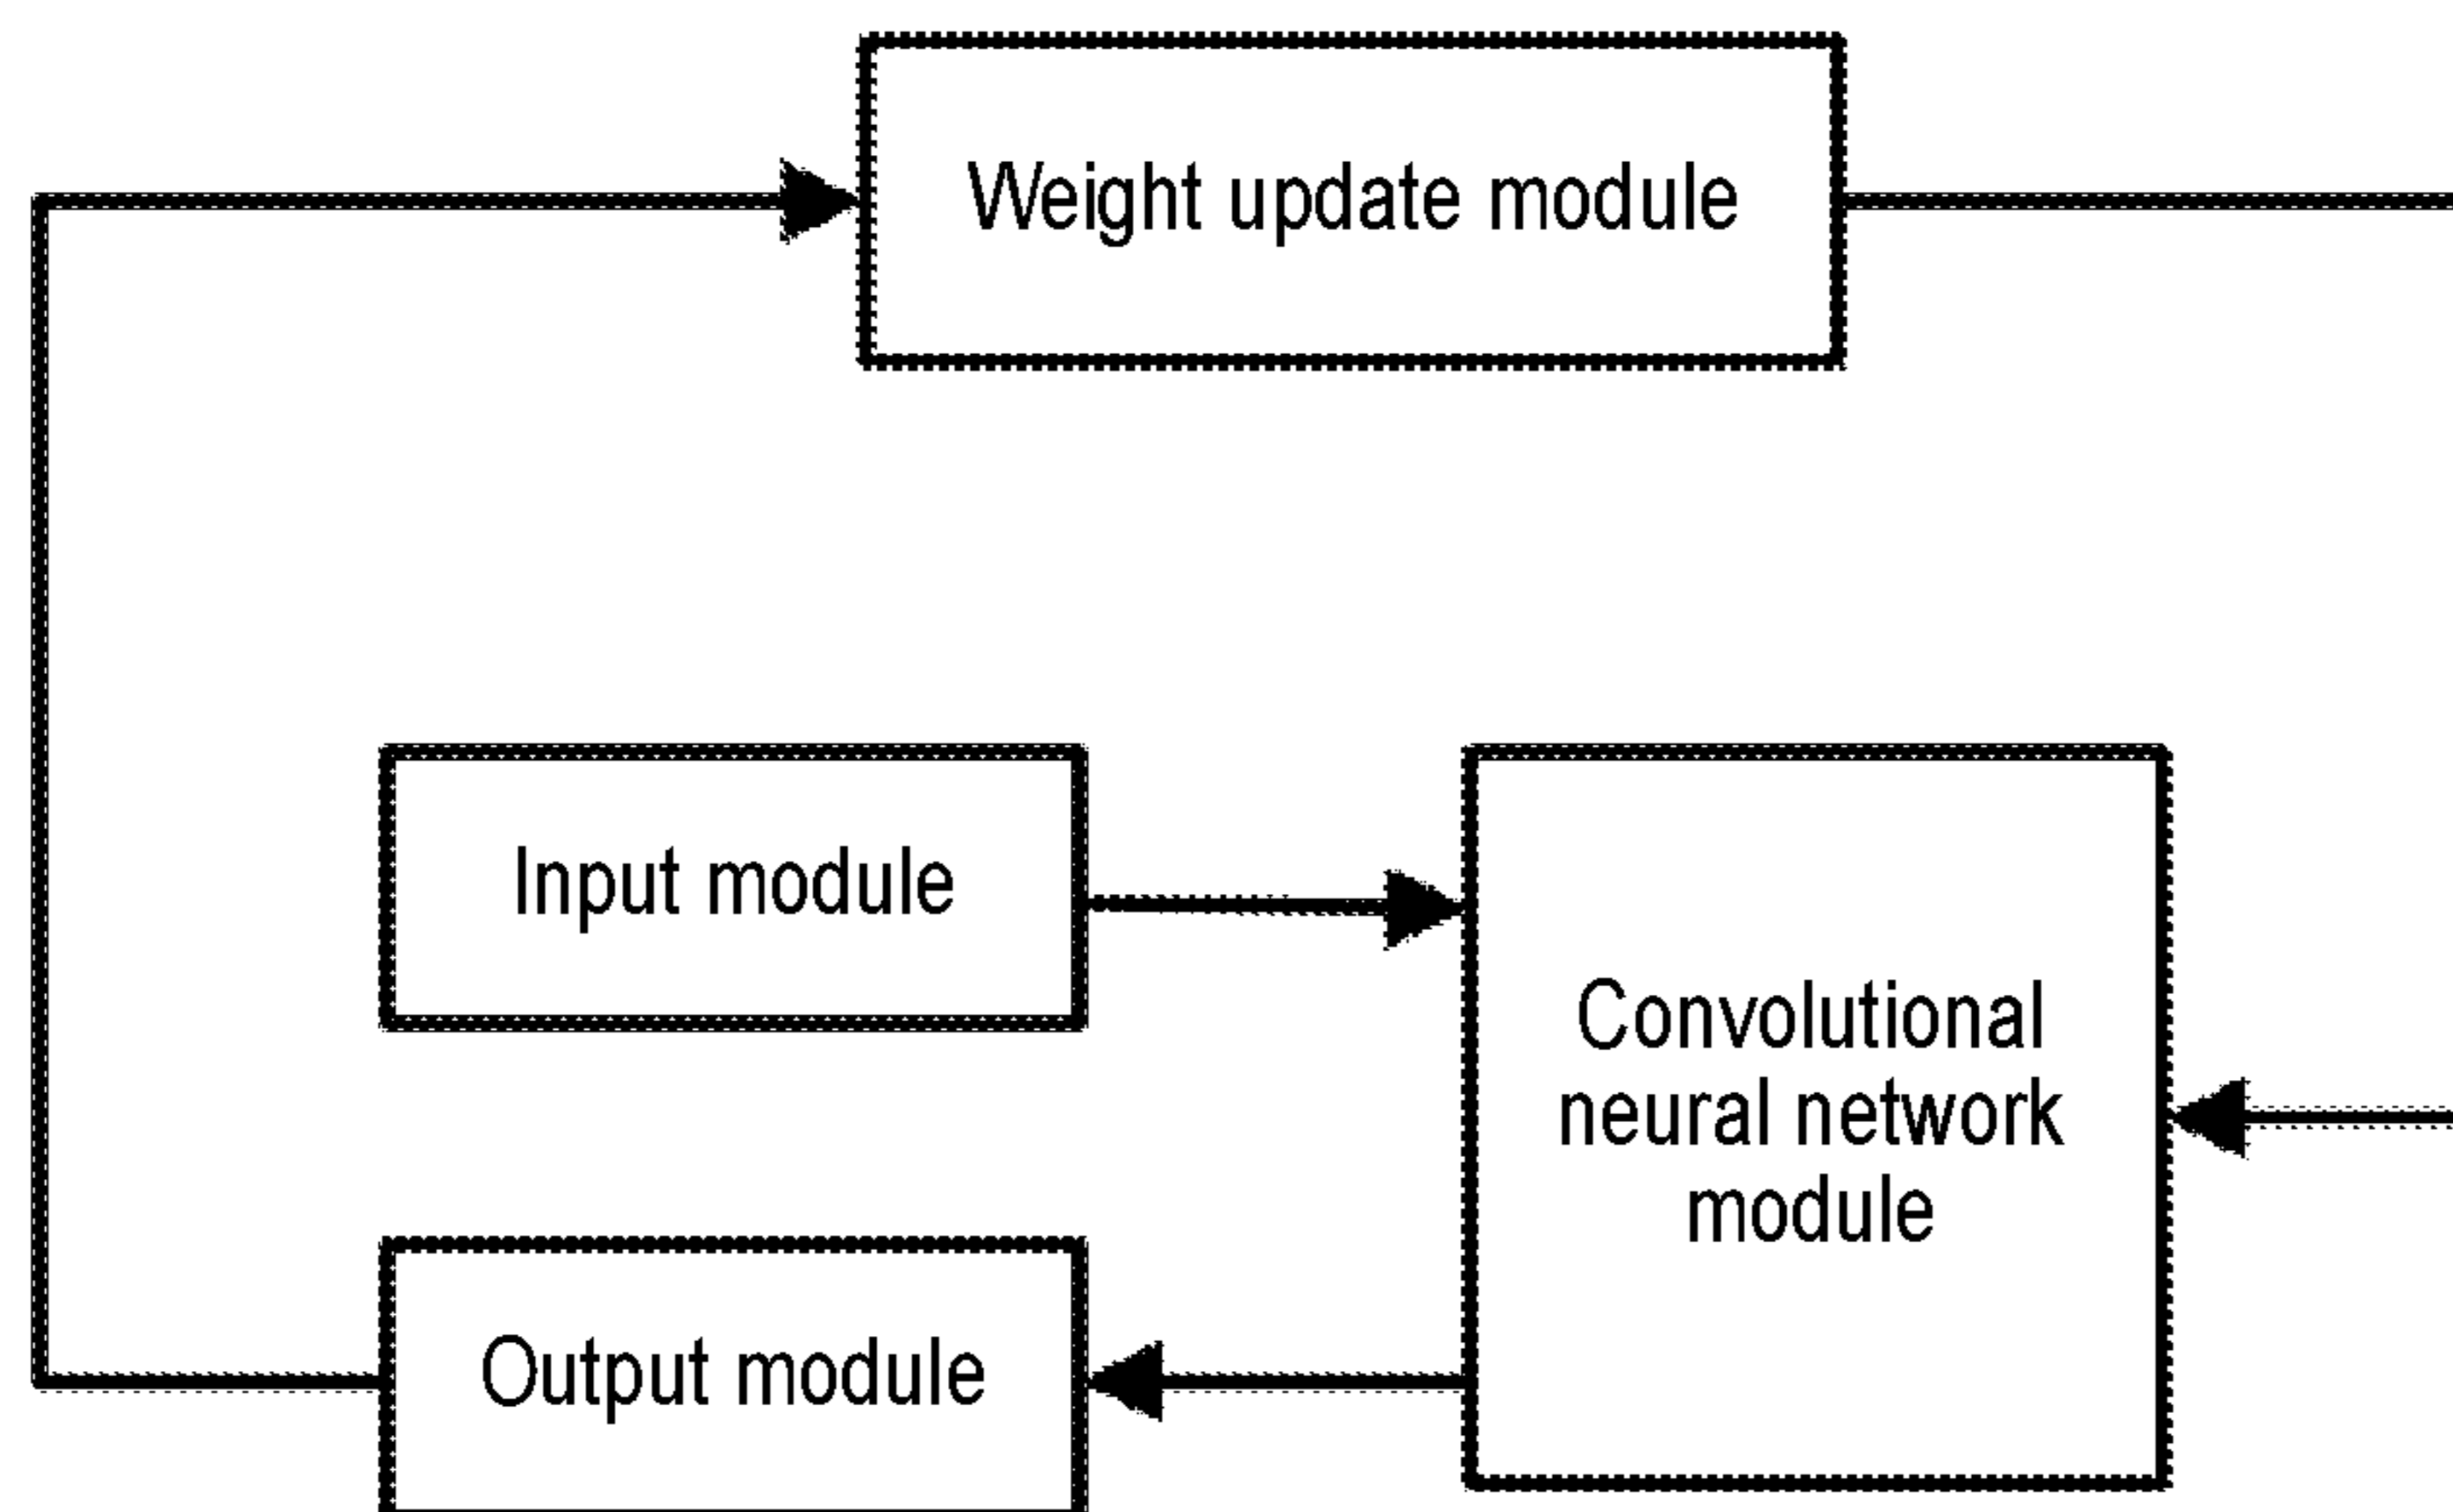 Weight update module
Input module
Convolutional
neural network
module
Output module